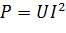 P = UI²